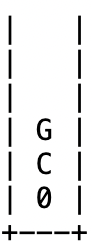 |   |
|   |
|   |
| G |
| C |
| 0 |
+---+